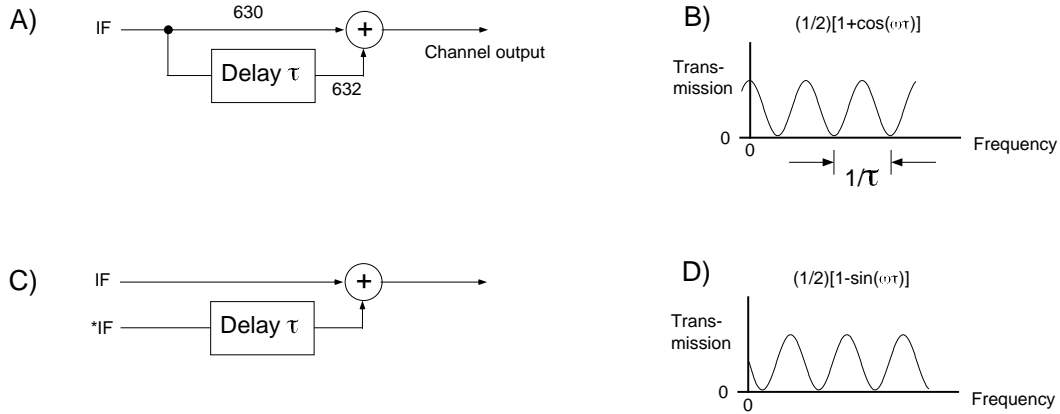 A)
IF
630
+
Delay τ
632
Channel output
B)
(1/2)[1+cos(ωτ)]
Trans-
mission
0
0
Frequency
1/τ
C)
IF
+
*IF
Delay τ
D)
(1/2)[1-sin(ωτ)]
Trans-
mission
0
0
Frequency